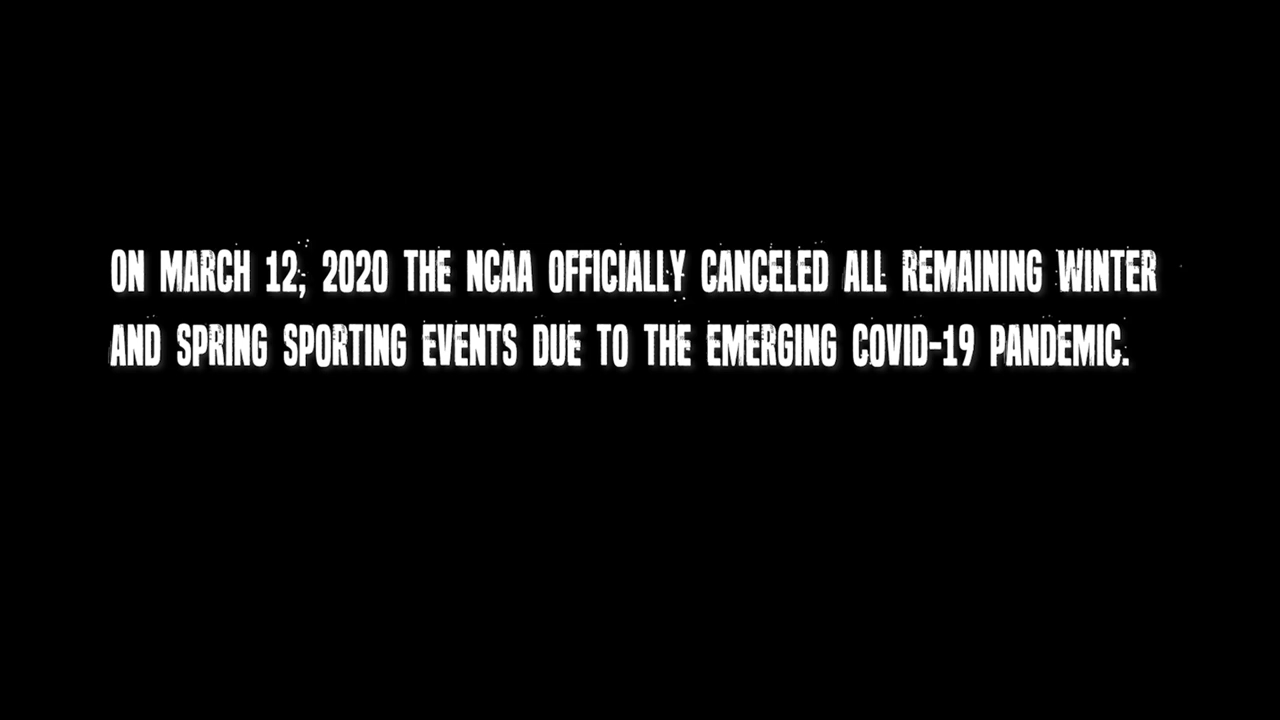 ON MARCH 12, 2020 THE NCAA OFFICIALLY CANCELED ALL REMAINING WINTER
AND SPRING SPORTING EVENTS DUE TO THE EMERGING COVID-19 PANDEMIC.